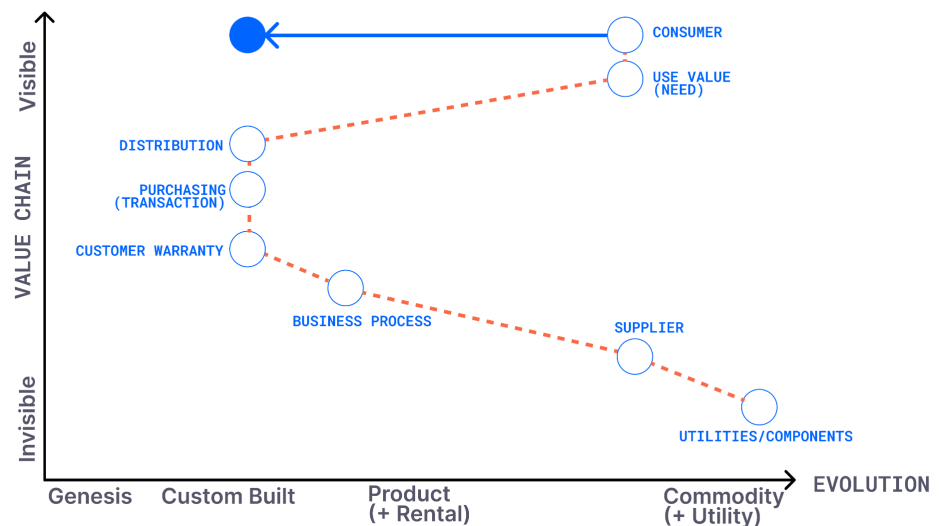 CONSUMER
USE VALUE
(NEED)
DISTRIBUTION
PURCHASING
(TRANSACTION)
CUSTOMER WARRANTY
BUSINESS PROCESS
SUPPLIER
UTILITIES/COMPONENTS
Visible
VALUE CHAIN
Invisible
Genesis
Custom Built
Product
(+ Rental)
Commodity
(+ Utility)
EVOLUTION